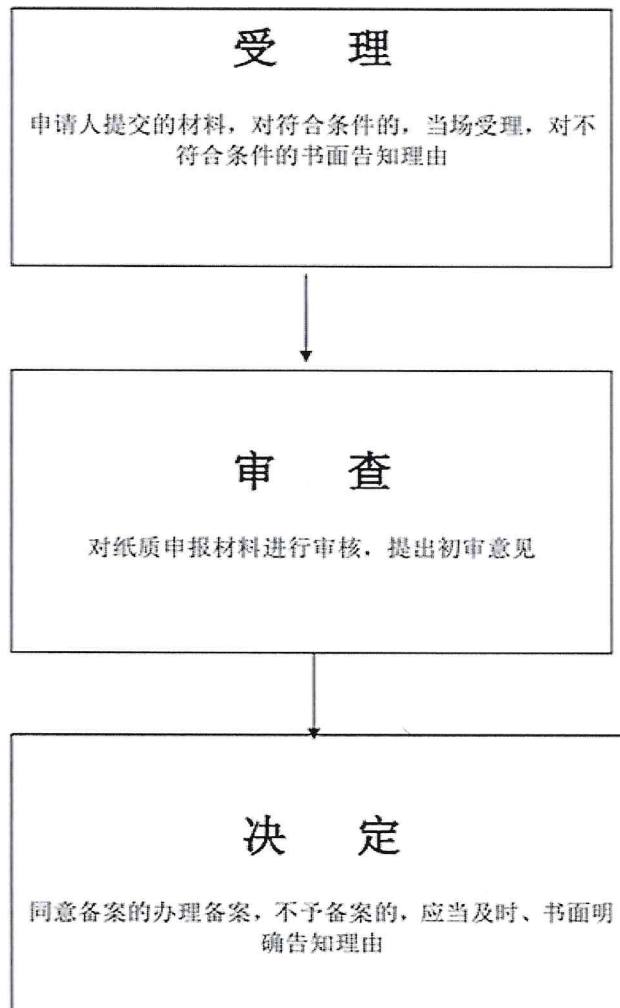 受 理
申请人提交的材料，对符合条件的，当场受理，对不
符合条件的书面告知理由
审 查
对纸质申报材料进行审核，提出初审意见
决 定
同意备案的办理备案，不予备案的，应当及时、书面明
确告知理由